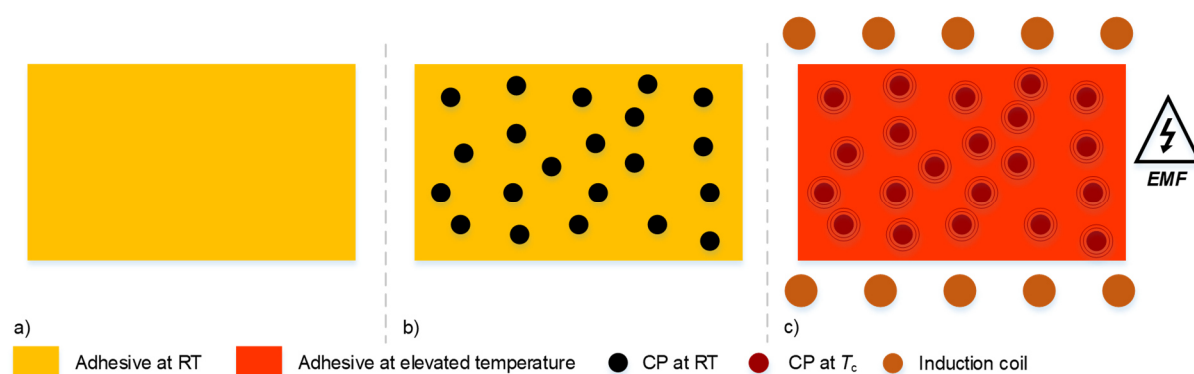 EMF
a)
b)
c)
Adhesive at RT
Adhesive at elevated temperature
CP at RT
CP at Tc
Induction coil